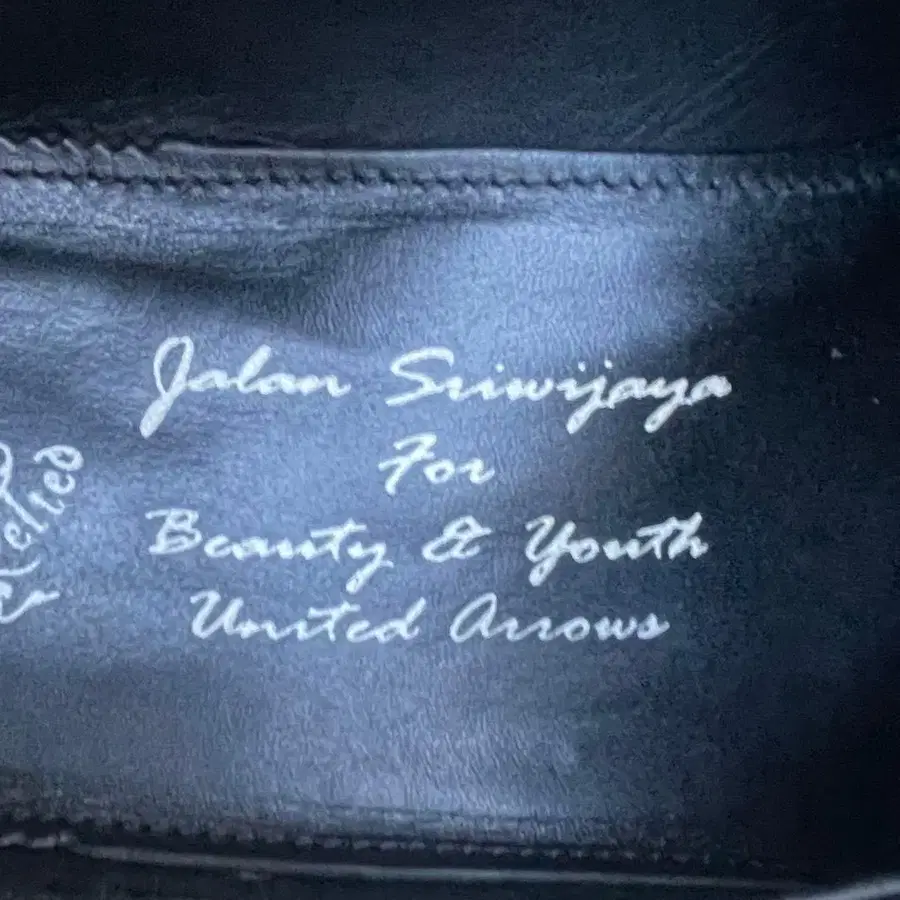 Jalan Sriwijaya
For
Beauty & Youth
United Arrows